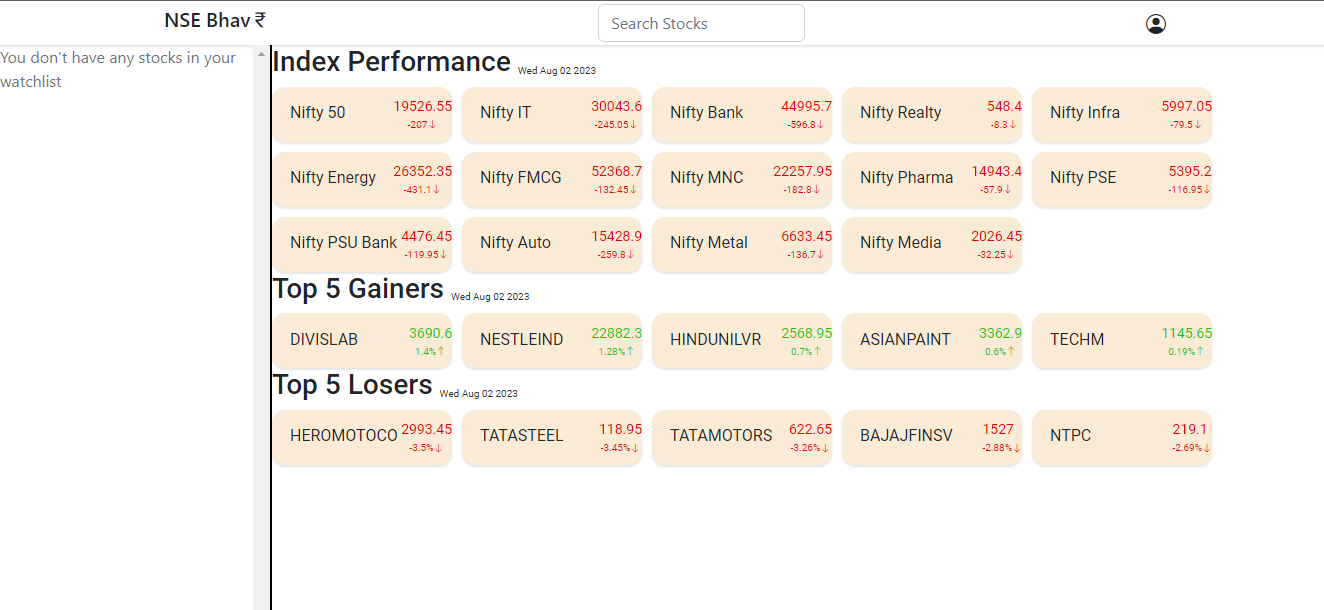 NSE Bhav ₹
Search Stocks
You don't have any stocks in your
watchlist
Index Performance Wed Aug 02 2023
Nifty 50 19526.55
-207↓
Nifty IT 30043.6
-245.05↓
Nifty Bank 44995.7
-596.8↓
Nifty Realty 548.4
-8.3↓
Nifty Infra 5997.05
-79.5↓
Nifty Energy 26352.35
-431.1↓
Nifty FMCG 52368.7
-132.45↓
Nifty MNC 22257.95
-182.8↓
Nifty Pharma 14943.4
-57.9↓
Nifty PSE 5395.2
-116.95↓
Nifty PSU Bank 4476.45
-119.95↓
Nifty Auto 15428.9
-259.8↓
Nifty Metal 6633.45
-136.7↓
Nifty Media 2026.45
-32.25↓
Top 5 Gainers Wed Aug 02 2023
DIVISLAB 3690.6
1.4%↑
NESTLEIND 22882.3
1.28%↑
HINDUNILVR 2568.95
0.7%↑
ASIANPAINT 3362.9
0.6%↑
TECHM 1145.65
0.19%↑
Top 5 Losers Wed Aug 02 2023
HEROMOTOCO 2993.45
-3.5%↓
TATASTEEL 118.95
-3.45%↓
TATAMOTORS 622.65
-3.26%↓
BAJAJFINSV 1527
-2.88%↓
NTPC 219.1
-2.69%↓